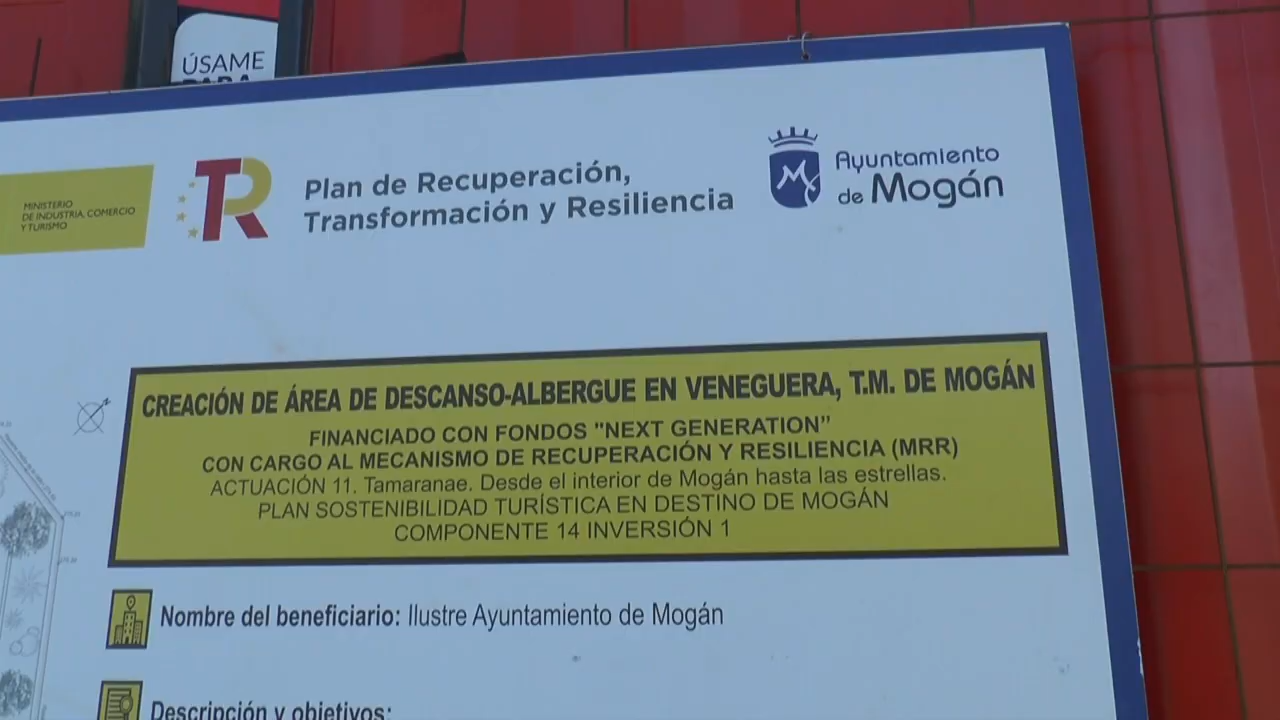 ÚSAME
PARA
MINISTERIO
DE INDUSTRIA, COMERCIO
Y TURISMO
TR
Plan de Recuperación,
Transformación y Resiliencia
Ayuntamiento
de Mogán
CREACIÓN DE ÁREA DE DESCANSO-ALBERGUE EN VENEGUERA, T.M. DE MOGÁN
FINANCIADO CON FONDOS "NEXT GENERATION”
CON CARGO AL MECANISMO DE RECUPERACIÓN Y RESILIENCIA (MRR)
ACTUACIÓN 11. Tamaranae. Desde el interior de Mogán hasta las estrellas.
PLAN SOSTENIBILIDAD TURÍSTICA EN DESTINO DE MOGÁN
COMPONENTE 14 INVERSIÓN 1
Nombre del beneficiario: Ilustre Ayuntamiento de Mogán
Descripción y objetivos: